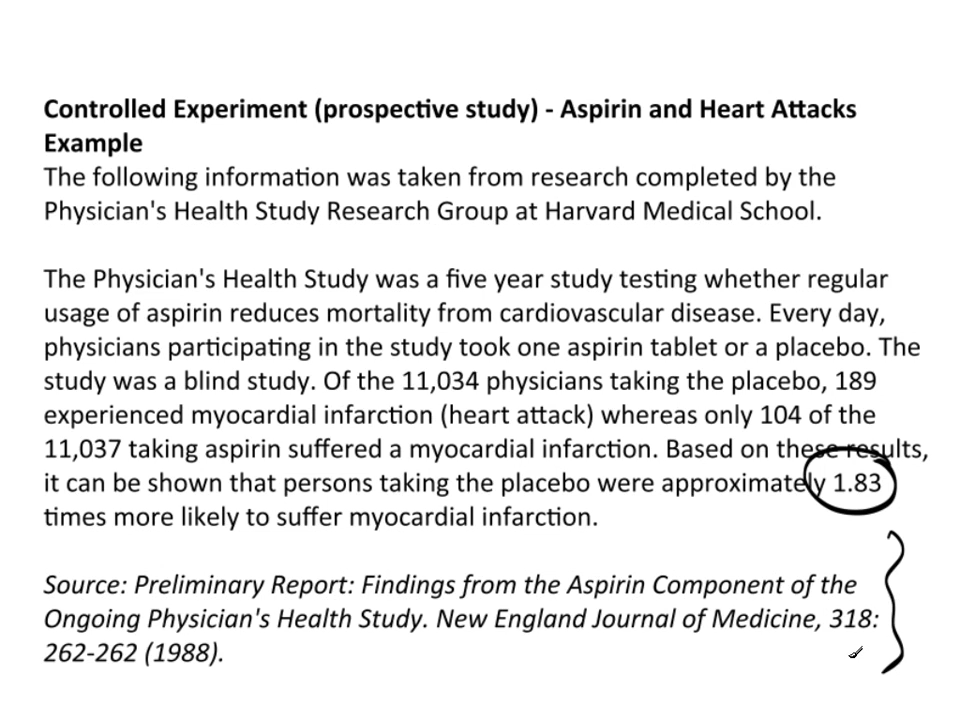 Controlled Experiment (prospective study) - Aspirin and Heart Attacks
Example
The following information was taken from research completed by the
Physician's Health Study Research Group at Harvard Medical School.
The Physician's Health Study was a five year study testing whether regular
usage of aspirin reduces mortality from cardiovascular disease. Every day,
physicians participating in the study took one aspirin tablet or a placebo. The
study was a blind study. Of the 11,034 physicians taking the placebo, 189
experienced myocardial infarction (heart attack) whereas only 104 of the
11,037 taking aspirin suffered a myocardial infarction. Based on these results,
it can be shown that persons taking the placebo were approximately 1.83
times more likely to suffer myocardial infarction.
Source: Preliminary Report: Findings from the Aspirin Component of the
Ongoing Physician's Health Study. New England Journal of Medicine, 318:
262-262 (1988).